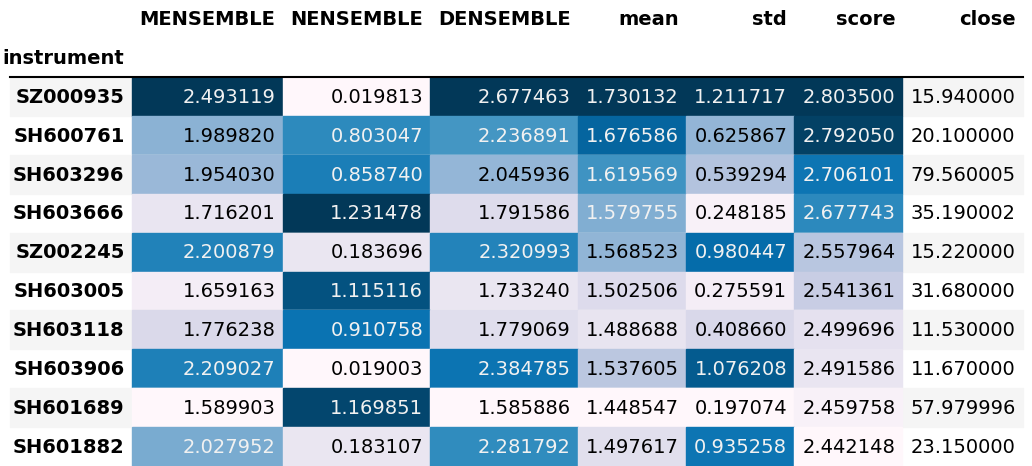 MENSEMBLE NENSEMBLE DENSEMBLE mean std score close
instrument
SZ000935 2.493119 0.019813 2.677463 1.730132 1.211717 2.803500 15.940000
SH600761 1.989820 0.803047 2.236891 1.676586 0.625867 2.792050 20.100000
SH603296 1.954030 0.858740 2.045936 1.619569 0.539294 2.706101 79.560005
SH603666 1.716201 1.231478 1.791586 1.579755 0.248185 2.677743 35.190002
SZ002245 2.200879 0.183696 2.320993 1.568523 0.980447 2.557964 15.220000
SH603005 1.659163 1.115116 1.733240 1.502506 0.275591 2.541361 31.680000
SH603118 1.776238 0.910758 1.779069 1.488688 0.408660 2.499696 11.530000
SH603906 2.209027 0.019003 2.384785 1.537605 1.076208 2.491586 11.670000
SH601689 1.589903 1.169851 1.585886 1.448547 0.197074 2.459758 57.979996
SH601882 2.027952 0.183107 2.281792 1.497617 0.935258 2.442148 23.150000